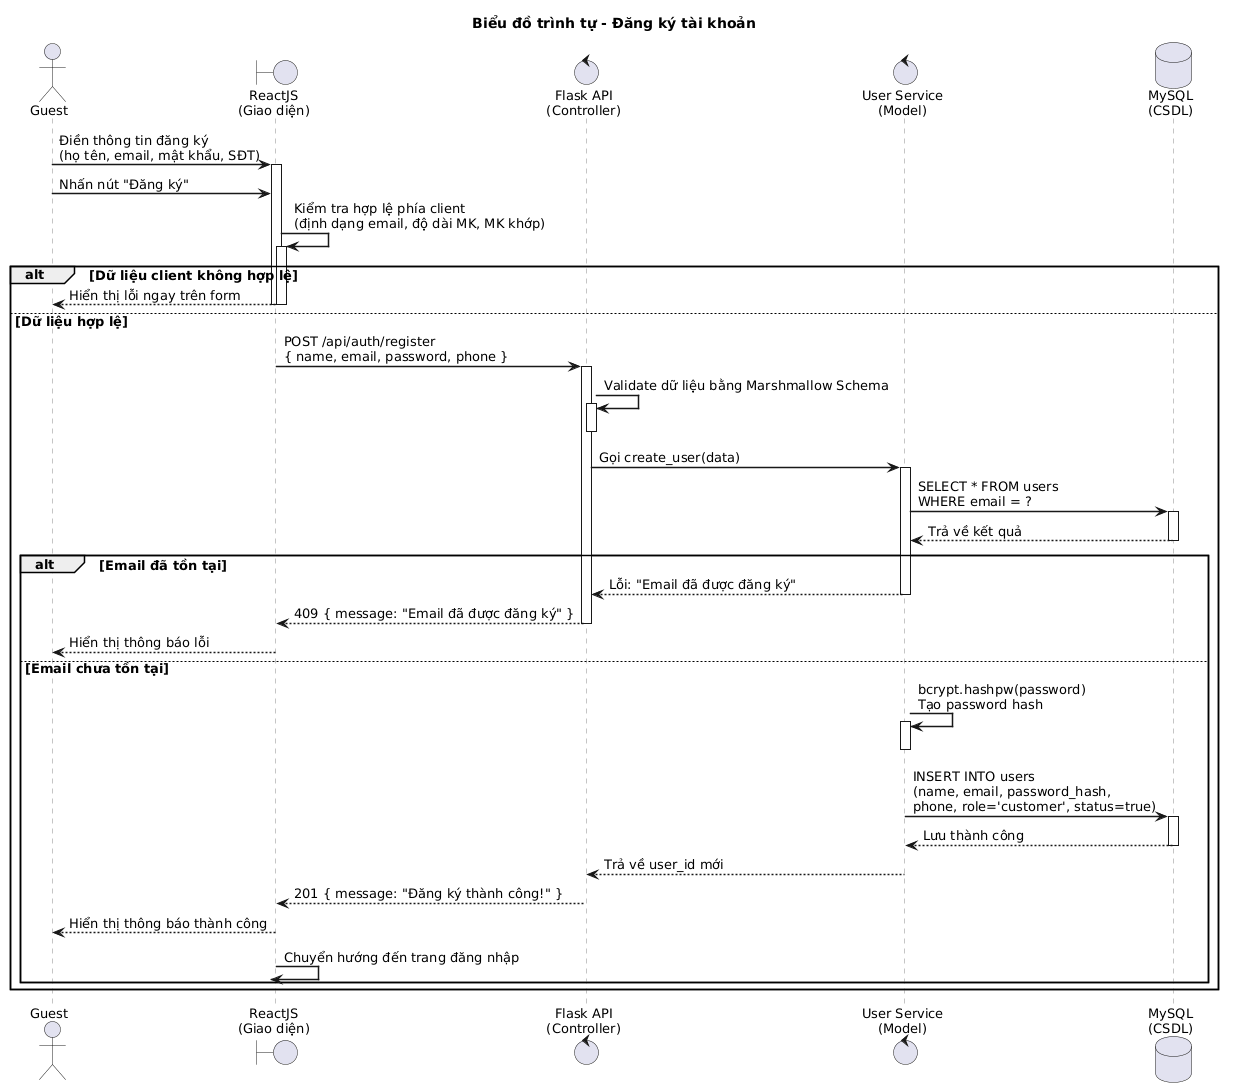 Biểu đồ trình tự - Đăng ký tài khoản
Guest
ReactJS
(Giao diện)
Flask API
(Controller)
User Service
(Model)
MySQL
(CSDL)
Điền thông tin đăng ký
(họ tên, email, mật khẩu, SĐT)
Nhấn nút "Đăng ký"
Kiểm tra hợp lệ phía client
(định dạng email, độ dài MK, MK khớp)
alt
[Dữ liệu client không hợp lệ]
Hiển thị lỗi ngay trên form
[Dữ liệu hợp lệ]
POST /api/auth/register
{ name, email, password, phone }
Validate dữ liệu bằng Marshmallow Schema
Gọi create_user(data)
SELECT * FROM users
WHERE email = ?
Trả về kết quả
alt
[Email đã tồn tại]
Lỗi: "Email đã được đăng ký"
409 { message: "Email đã được đăng ký" }
Hiển thị thông báo lỗi
[Email chưa tồn tại]
bcrypt.hashpw(password)
Tạo password hash
INSERT INTO users
(name, email, password_hash,
phone, role='customer', status=true)
Lưu thành công
Trả về user_id mới
201 { message: "Đăng ký thành công!" }
Hiển thị thông báo thành công
Chuyển hướng đến trang đăng nhập
Guest
ReactJS
(Giao diện)
Flask API
(Controller)
User Service
(Model)
MySQL
(CSDL)